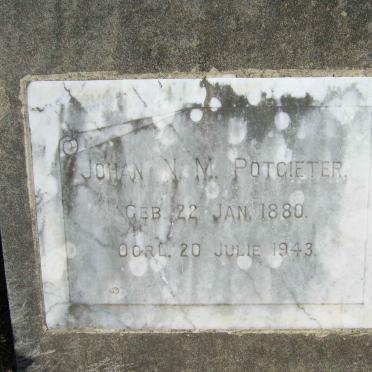 JOHAN N. M. POTGIETER.
GEB. 22 JAN. 1880.
OORL. 20 JULIE 1943.